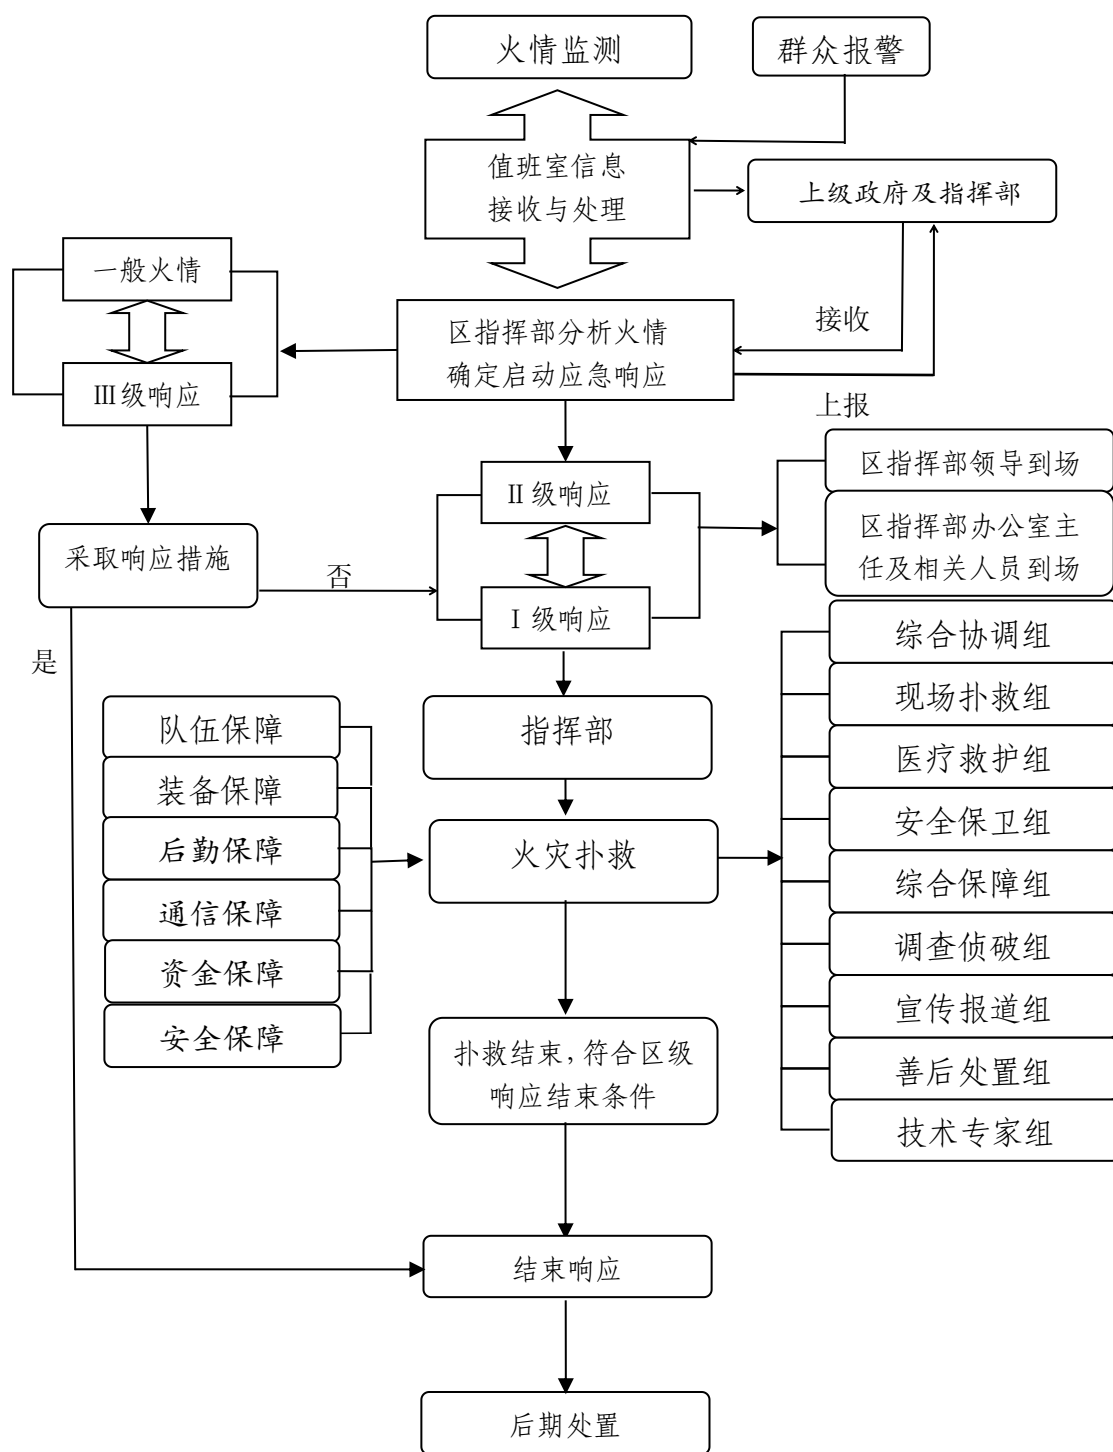 火情监测
群众报警
值班室信息
接收与处理
上级政府及指挥部
一般火情
接收
区指挥部分析火情
确定启动应急响应
Ⅲ级响应
上报
区指挥部领导到场
Ⅱ级响应
区指挥部办公室主
任及相关人员到场
采取响应措施
否
Ⅰ级响应
综合协调组
是
现场扑救组
队伍保障
指挥部
医疗救护组
装备保障
安全保卫组
后勤保障
火灾扑救
综合保障组
通信保障
调查侦破组
资金保障
宣传报道组
安全保障
扑救结束，符合区级
响应结束条件
善后处置组
技术专家组
结束响应
后期处置